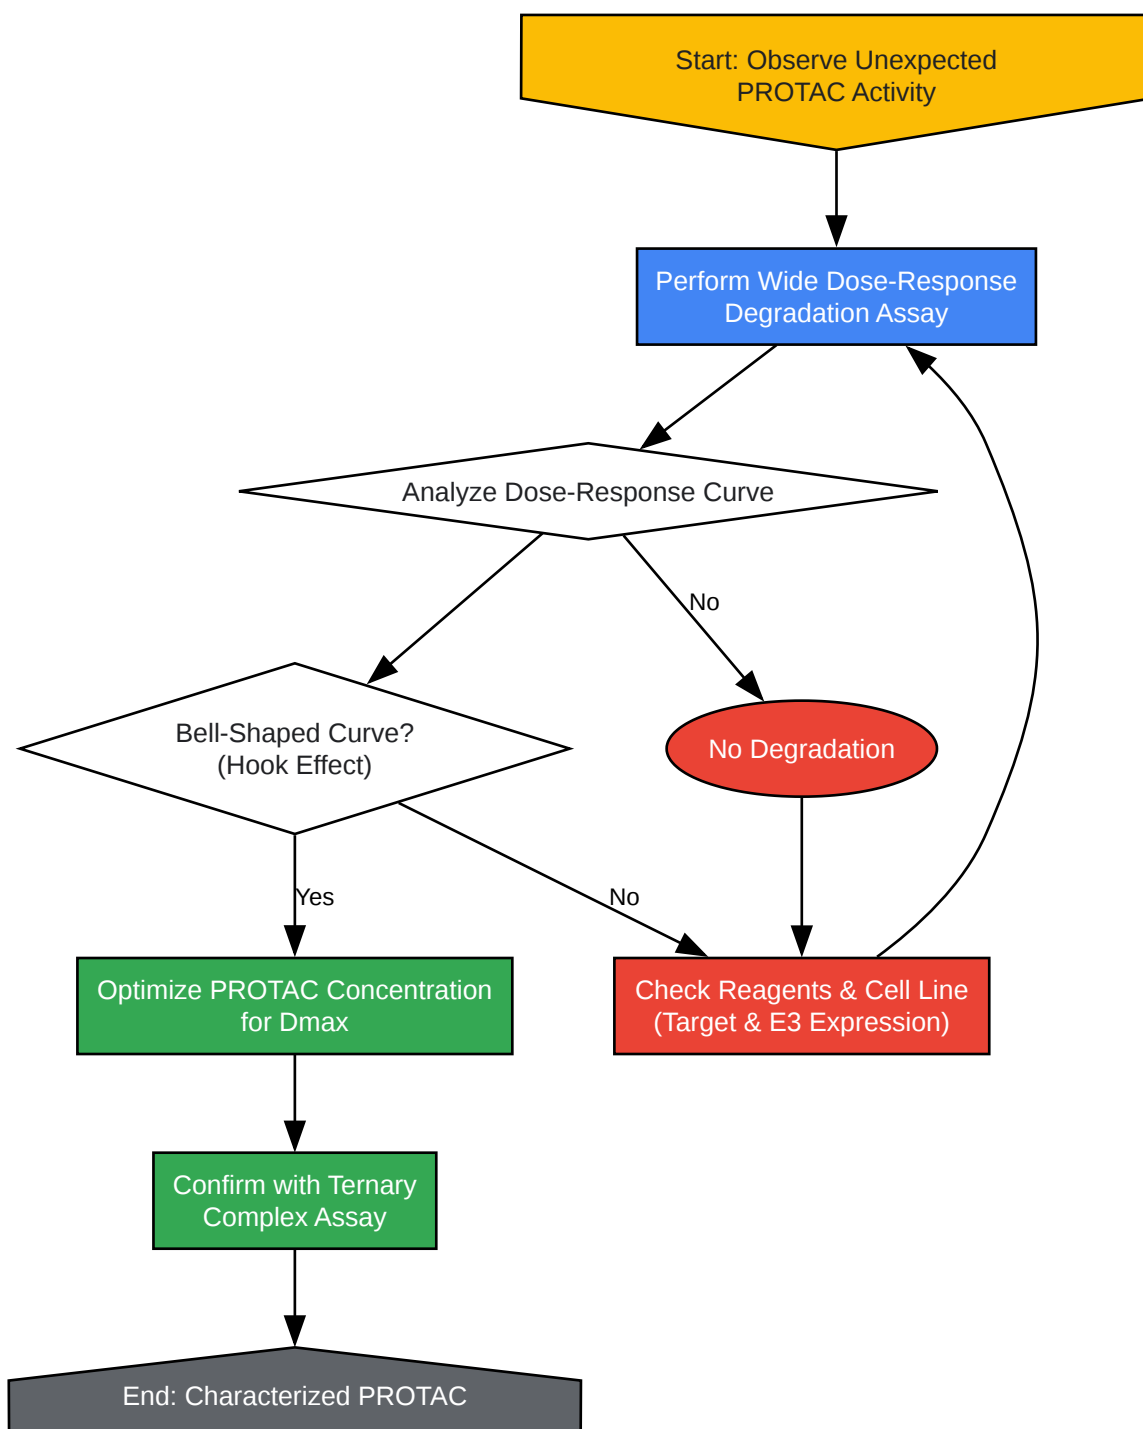 Start: Observe Unexpected
PROTAC Activity
Perform Wide Dose-Response
Degradation Assay
Analyze Dose-Response Curve
No
Bell-Shaped Curve?
(Hook Effect)
No Degradation
Yes
No
Optimize PROTAC Concentration
for Dmax
Check Reagents & Cell Line
(Target & E3 Expression)
Confirm with Ternary
Complex Assay
End: Characterized PROTAC